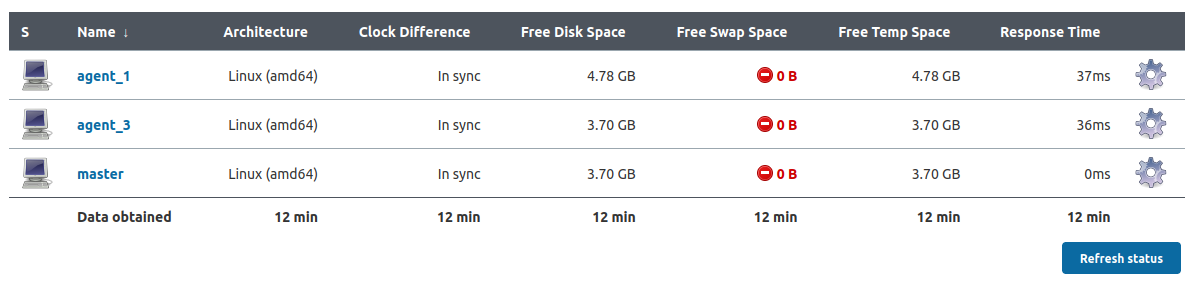 S Name ↓ Architecture Clock Difference Free Disk Space Free Swap Space Free Temp Space Response Time
agent_1 Linux (amd64) In sync 4.78 GB 0 B 4.78 GB 37ms
agent_3 Linux (amd64) In sync 3.70 GB 0 B 3.70 GB 36ms
master Linux (amd64) In sync 3.70 GB 0 B 3.70 GB 0ms
Data obtained 12 min 12 min 12 min 12 min 12 min 12 min
Refresh status